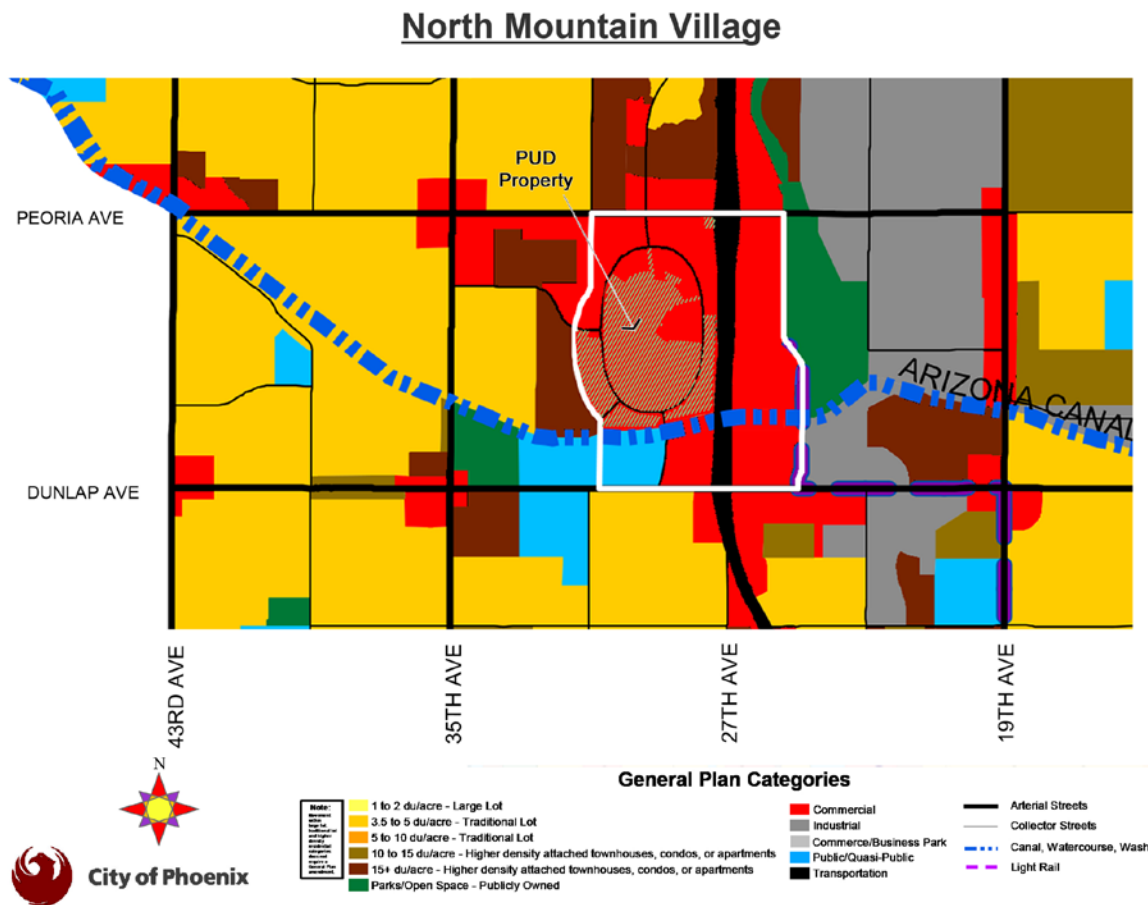 North Mountain Village
PUD
Property
PEORIA AVE
ARIZONA CANAL
DUNLAP AVE
43RD AVE
35TH AVE
27TH AVE
19TH AVE
N
City of Phoenix
General Plan Categories
Note:
1 to 2 du/acre - Large Lot
3.5 to 5 du/acre - Traditional Lot
5 to 10 du/acre - Traditional Lot
10 to 15 du/acre - Higher density attached townhouses, condos, or apartments
15+ du/acre - Higher density attached townhouses, condos, or apartments
Parks/Open Space - Publicly Owned
Commercial
Industrial
Commerce/Business Park
Public/Quasi-Public
Transportation
Arterial Streets
Collector Streets
Canal, Watercourse, Wash
Light Rail